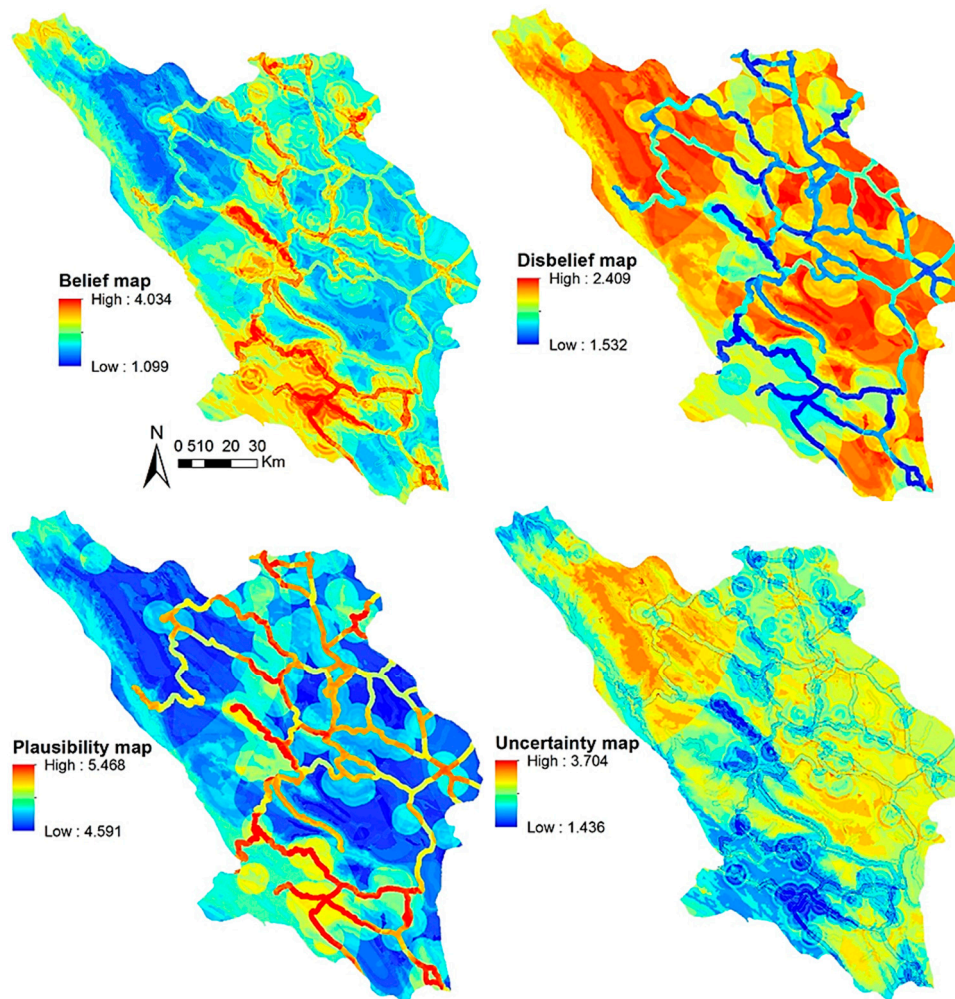 Belief map
High : 4.034
Low : 1.099
Disbelief map
High : 2.409
Low : 1.532
N
0 510 20 30
Km
Plausibility map
High : 5.468
Low : 4.591
Uncertainty map
High : 3.704
Low : 1.436